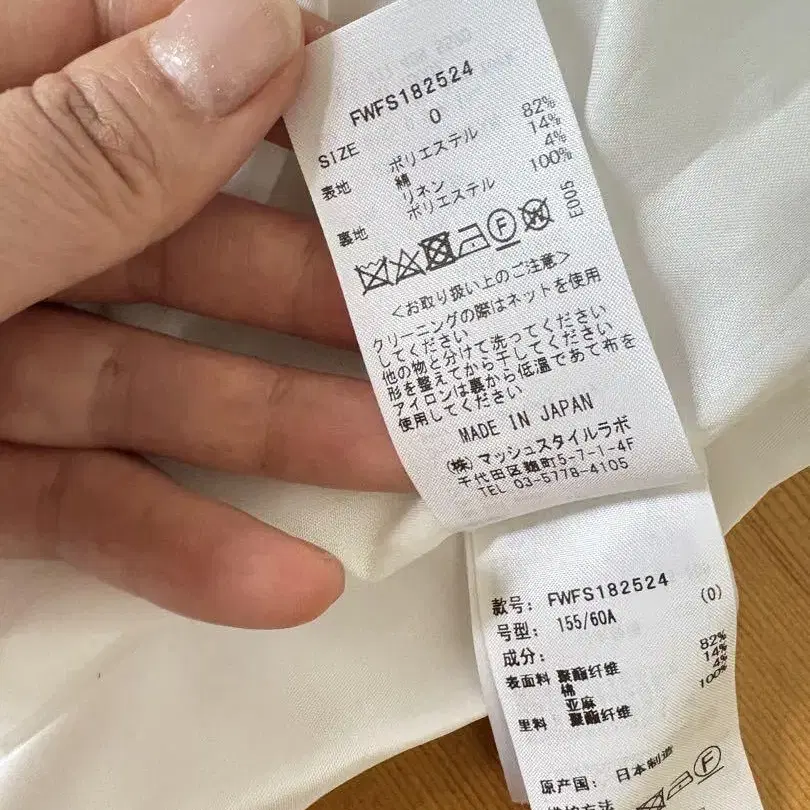 FWFS182524
SIZE 0
表地 ポリエステル 82%
綿 14%
リネン 4%
裏地 ポリエステル 100%
E005
<お取り扱い上のご注意>
クリーニングの際はネットを使用
してください
他の物と分けて洗ってください
形を整えてから干してください
アイロンは裏から低温であて布を
使用してください
MADE IN JAPAN
(株)マッシュスタイルラボ
千代田区麹町5-7-1-4F
TEL 03-5778-4105
款号: FWFS182524 (0)
号型: 155/60A
成分:
表面料 聚酯纤维 82%
棉 14%
亚麻 4%
里料 聚酯纤维 100%
原产国: 日本制造